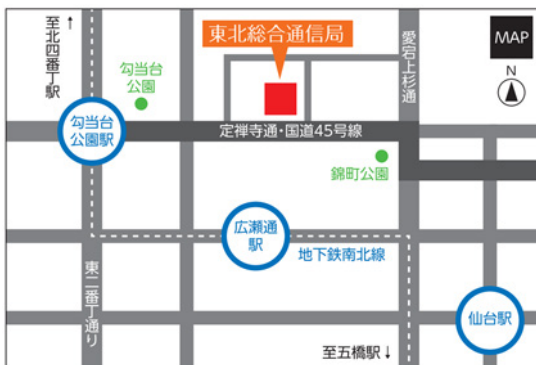 至北四番丁駅↑
勾当台
公園
東北総合通信局
愛宕上杉通
MAP
N
勾当台
公園駅
定禅寺通・国道45号線
錦町公園
広瀬通
駅
地下鉄南北線
東二番丁通り
仙台駅
至五橋駅↓